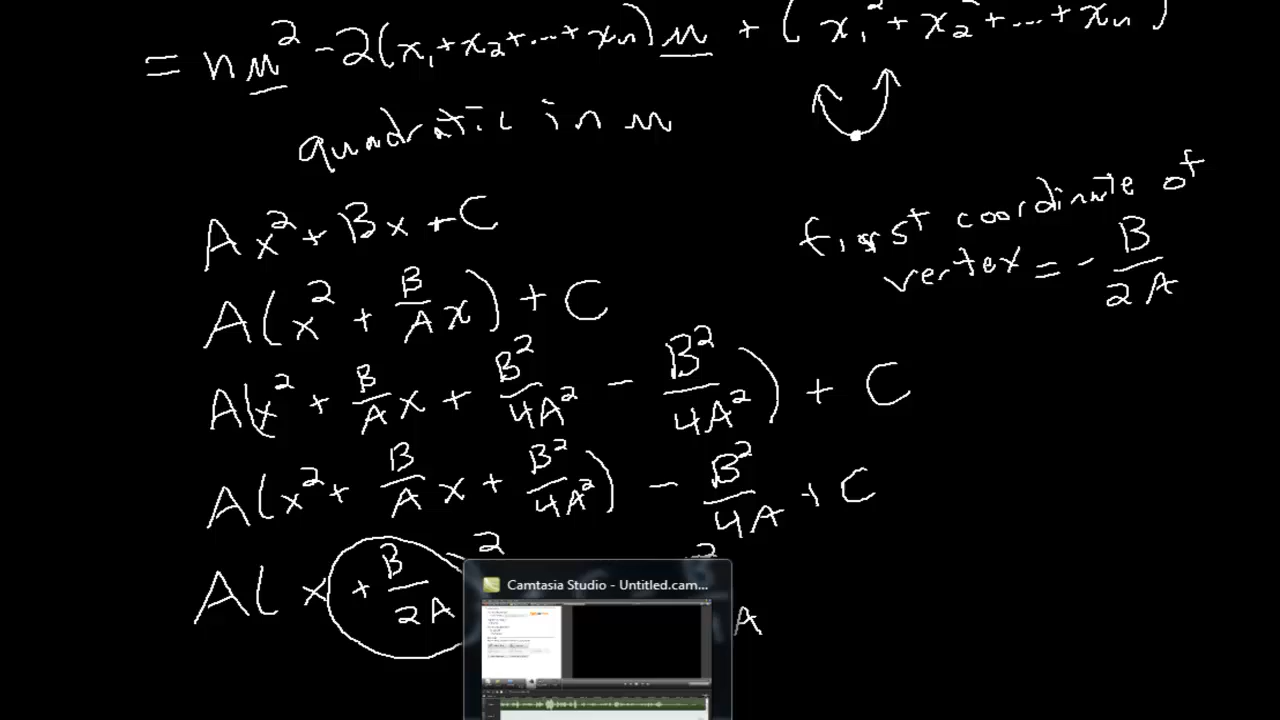 = nm² - 2(x₁+x₂+...+xₙ)m + (x₁²+x₂²+...+xₙ²)
quadratic in m
first coordinate of
vertex = - B/2A
Ax² + Bx + C
A(x² + B/A x) + C
A(x² + B/A x + B²/4A² - B²/4A²) + C
A(x² + B/A x + B²/4A²) - B²/4A + C
A(x + B/2A 2 2 A
Camtasia Studio - Untitled.cam...